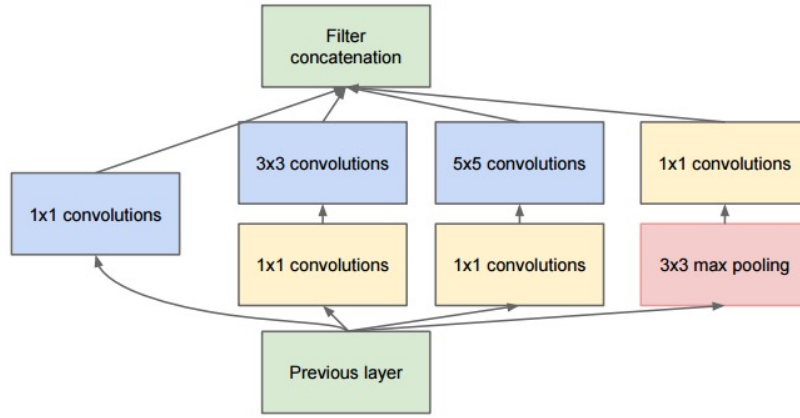 Filter
concatenation
3x3 convolutions
5x5 convolutions
1x1 convolutions
1x1 convolutions
1x1 convolutions
1x1 convolutions
3x3 max pooling
Previous layer